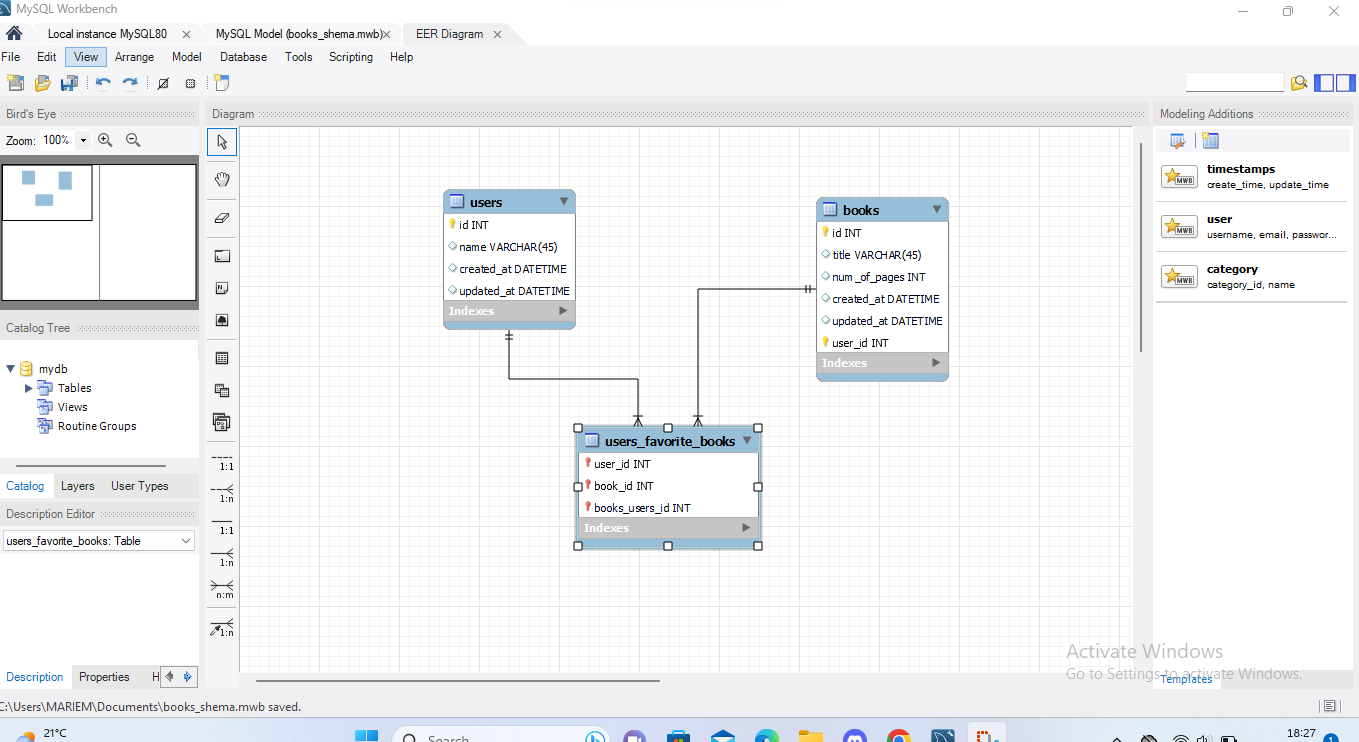 MySQL Workbench
Local instance MySQL80
MySQL Model (books_shema.mwb)
EER Diagram
File Edit View Arrange Model Database Tools Scripting Help
Bird's Eye
Diagram
Modeling Additions
Zoom: 100%
timestamps
create_time, update_time
user
username, email, passwor...
category
category_id, name
users
id INT
name VARCHAR(45)
created_at DATETIME
updated_at DATETIME
Indexes
books
id INT
title VARCHAR(45)
num_of_pages INT
created_at DATETIME
updated_at DATETIME
user_id INT
Indexes
users_favorite_books
user_id INT
book_id INT
books_users_id INT
Indexes
Catalog Tree
mydb
Tables
Views
Routine Groups
Catalog Layers User Types
Description Editor
users_favorite_books: Table
1:1
1:n
1:1
1:n
n:m
1:n
Description Properties H
Activate Windows
Go to Settings to activate Windows.
Templates
C:\Users\MARIEM\Documents\books_shema.mwb saved.
21°C
Search
18:27
1